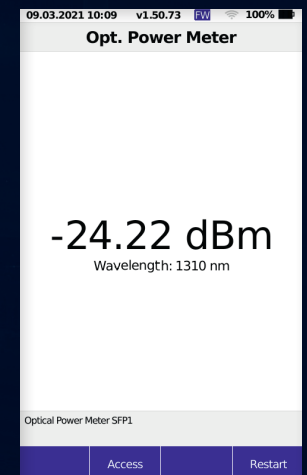 09.03.2021 10:09 v1.50.73 FW 100%
Opt. Power Meter
-24.22 dBm
Wavelength: 1310 nm
Optical Power Meter SFP1
Access Restart